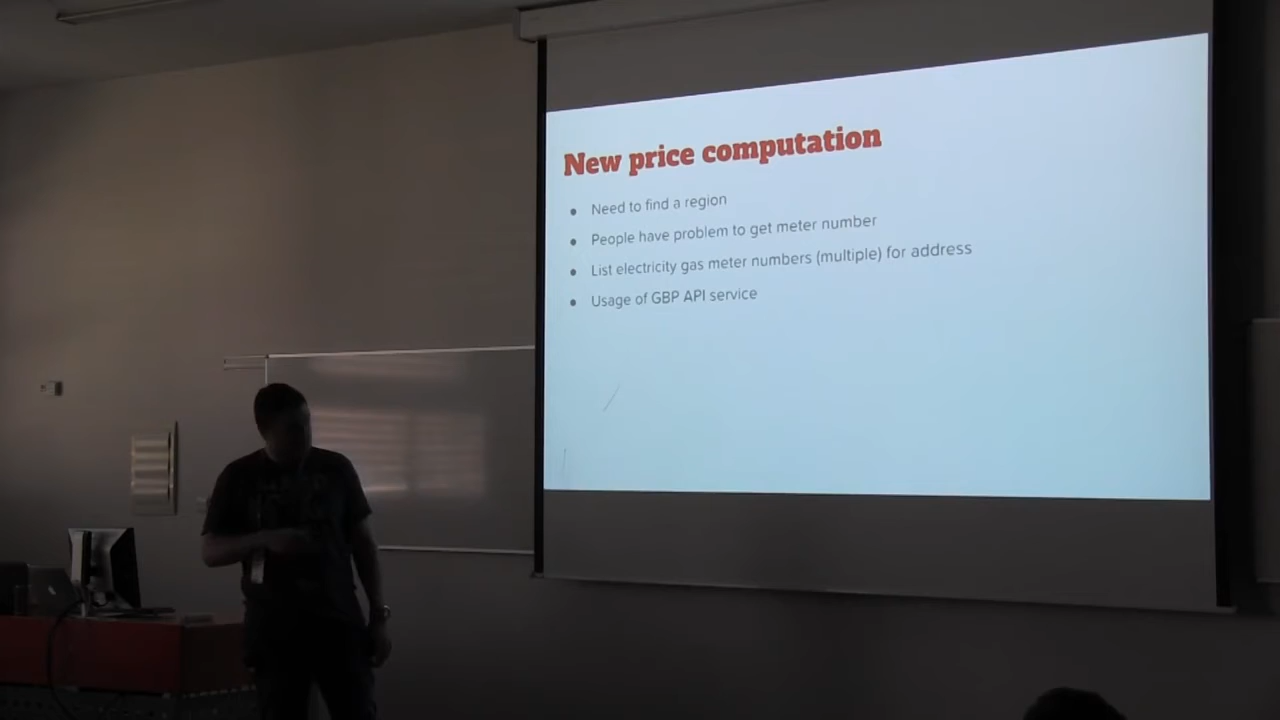 New price computation
● Need to find a region
● People have problem to get meter number
● List electricity gas meter numbers (multiple) for address
● Usage of GBP API service